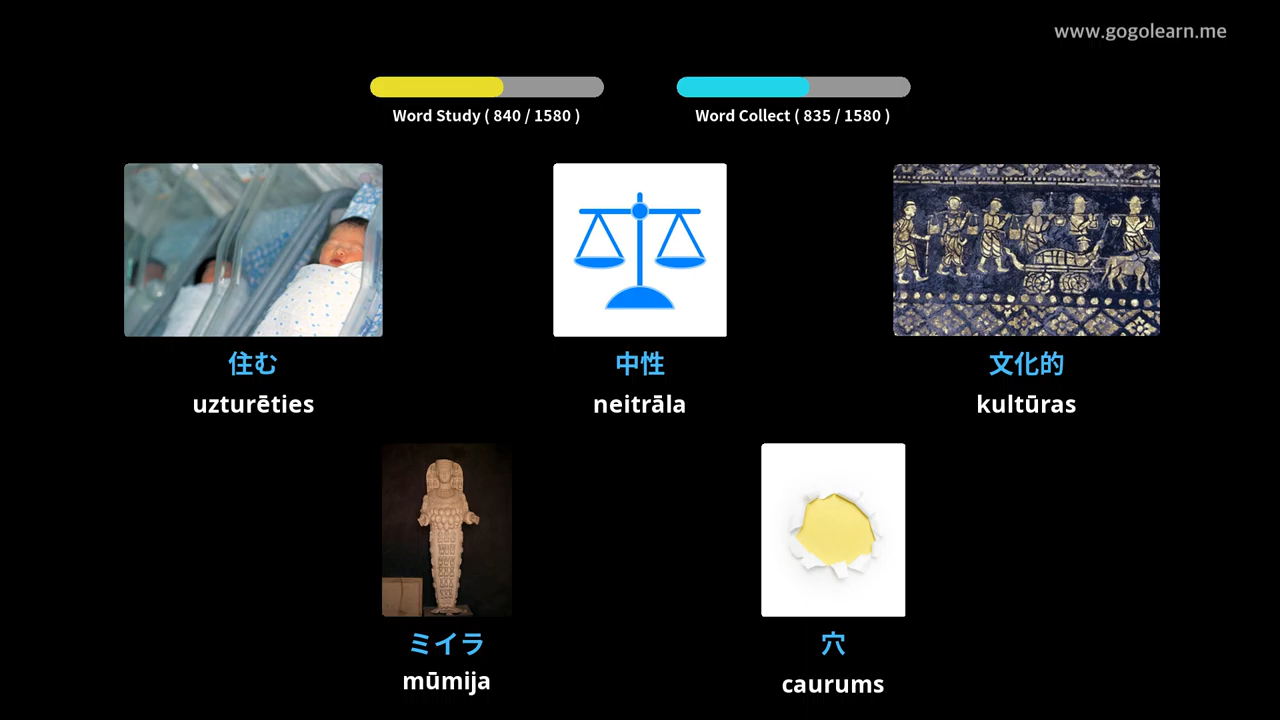 www.gogolearn.me
Word Study ( 840 / 1580 )
Word Collect ( 835 / 1580 )
住む
uzturēties
中性
neitrāla
文化的
kultūras
ミイラ
mūmija
穴
caurums